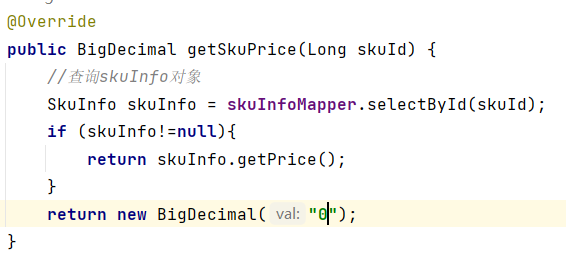 @Override
public BigDecimal getSkuPrice(Long skuId) {
//查询skuInfo对象
SkuInfo skuInfo = skuInfoMapper.selectById(skuId);
if (skuInfo!=null){
return skuInfo.getPrice();
}
return new BigDecimal( val: "0");
}